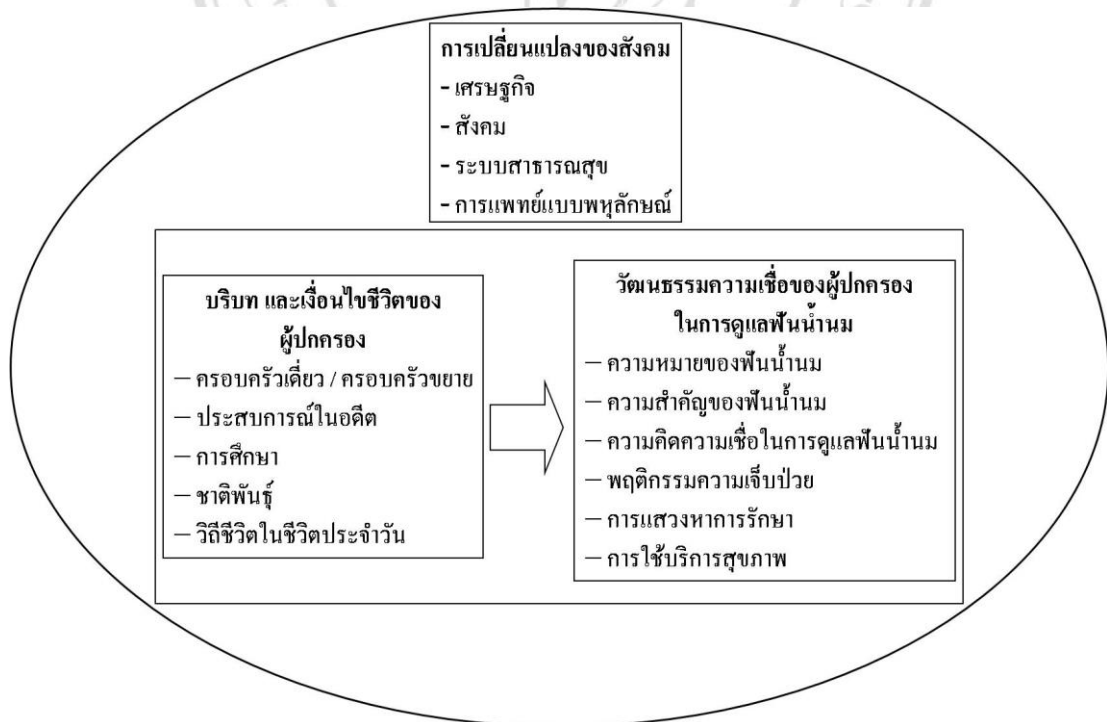 การเปลี่ยนแปลงของสังคม
- เศรษฐกิจ
- สังคม
- ระบบสาธารณสุข
- การแพทย์แบบพหุลักษณ์
บริบท และเงื่อนไขชีวิตของ
ผู้ปกครอง
– ครอบครัวเดี่ยว / ครอบครัวขยาย
– ประสบการณ์ในอดีต
– การศึกษา
– ชาติพันธุ์
– วิถีชีวิตในชีวิตประจำวัน
วัฒนธรรมความเชื่อของผู้ปกครอง
ในการดูแลฟันน้ำนม
– ความหมายของฟันน้ำนม
– ความสำคัญของฟันน้ำนม
– ความคิดความเชื่อในการดูแลฟันน้ำนม
– พฤติกรรมความเจ็บป่วย
– การแสวงหาการรักษา
– การใช้บริการสุขภาพ